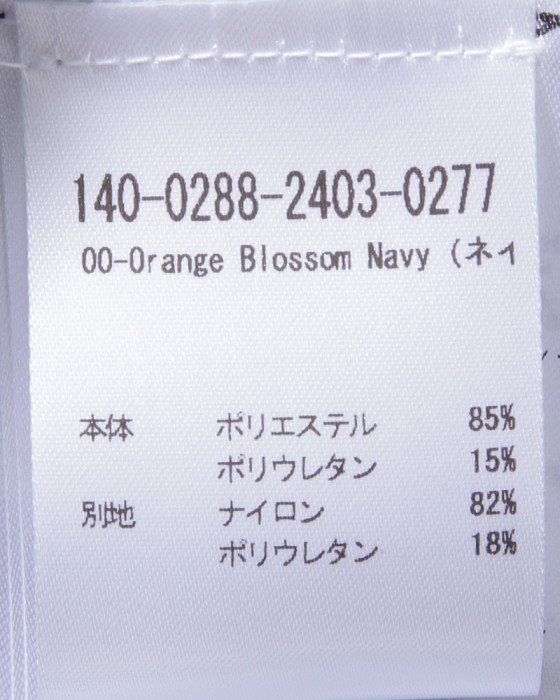 140-0288-2403-0277
00-Orange Blossom Navy (ネイ
本体 ポリエステル 85%
ポリウレタン 15%
別地 ナイロン 82%
ポリウレタン 18%